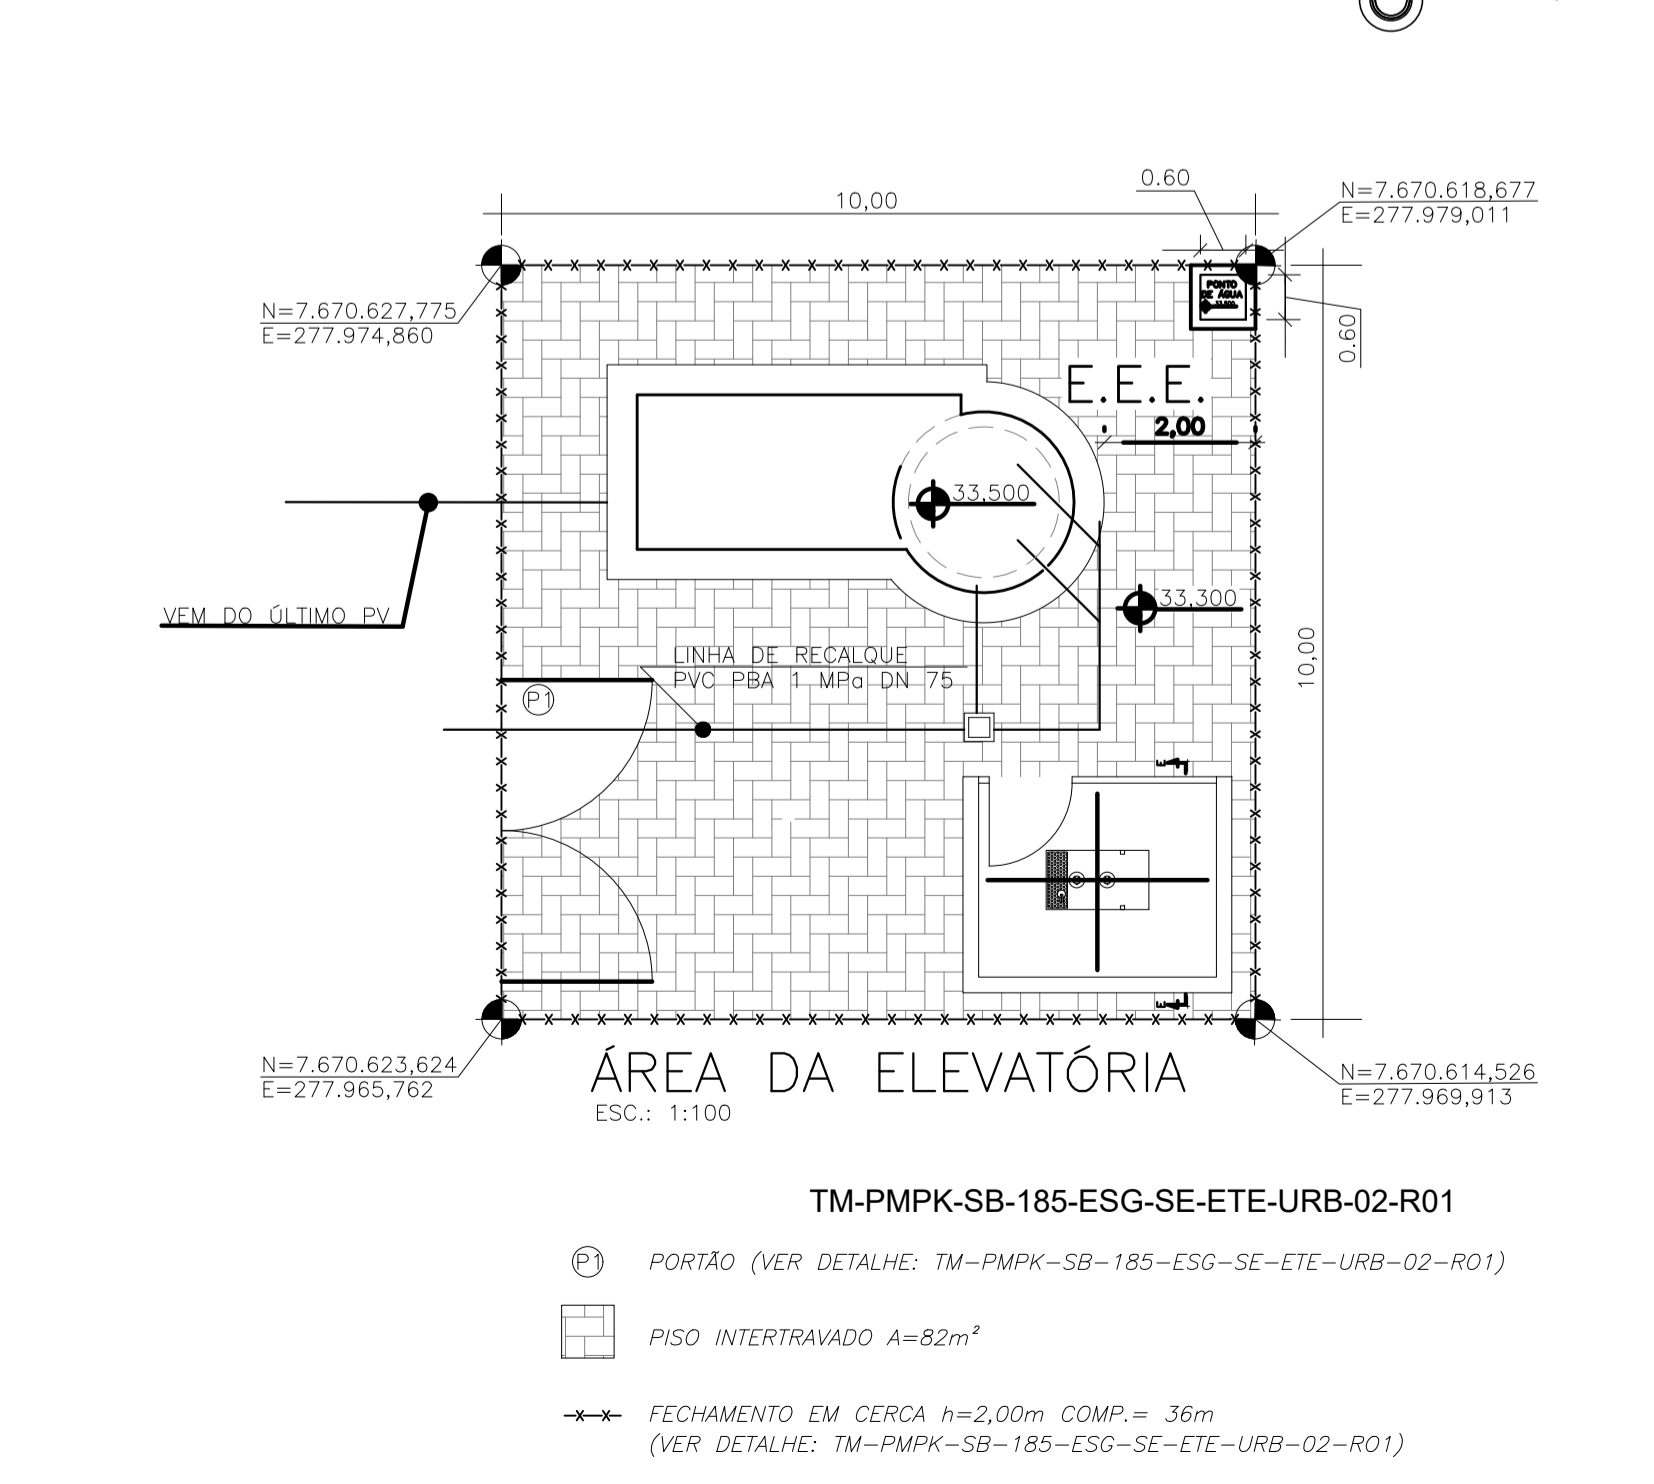 0.60
10,00
N=7.670.618,677
E=277.979,011
N=7.670.627,775
E=277.974,860
PONTO
DE ÁGUA
0.60
E.E.E.
2,00
33,500
33,300
VEM DO ÚLTIMO PV
LINHA DE RECALQUE
PVC PBA 1 MPa DN 75
10,00
P1
E
E
N=7.670.623,624
E=277.965,762
ÁREA DA ELEVATÓRIA
ESC.: 1:100
N=7.670.614,526
E=277.969,913
TM-PMPK-SB-185-ESG-SE-ETE-URB-02-R01
P1 PORTÃO (VER DETALHE: TM-PMPK-SB-185-ESG-SE-ETE-URB-02-R01)
PISO INTERTRAVADO A=82m²
FECHAMENTO EM CERCA h=2,00m COMP.= 36m
(VER DETALHE: TM-PMPK-SB-185-ESG-SE-ETE-URB-02-R01)